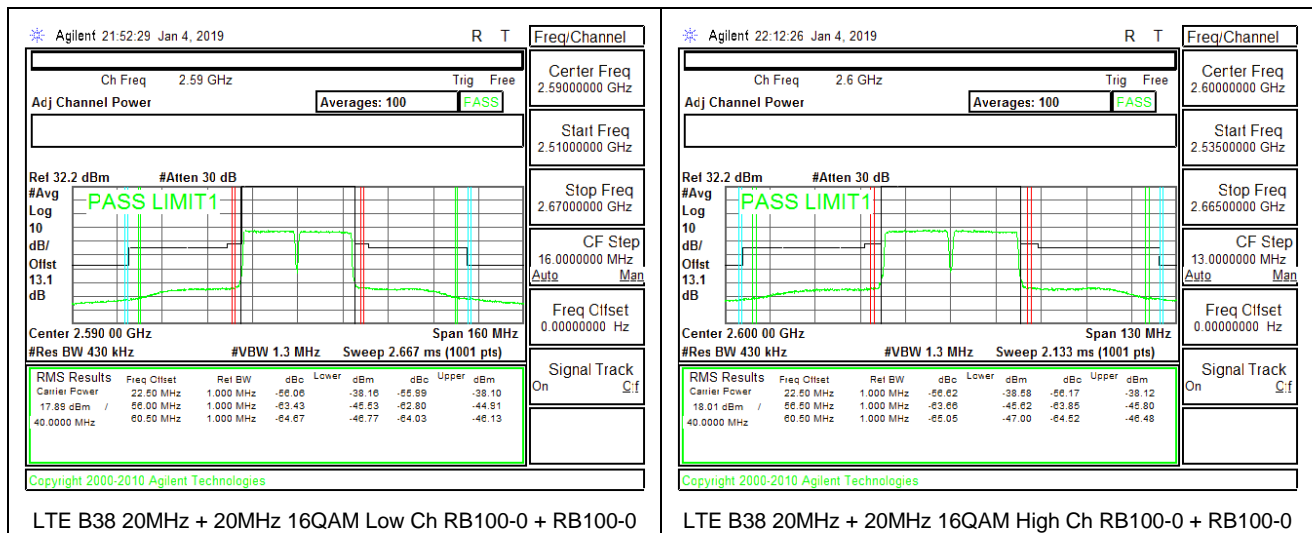 Agilent 21:52:29 Jan 4, 2019 R T
Freq/Channel
Ch Freq 2.59 GHz Trig Free
Adj Channel Power Averages: 100 PASS
Center Freq
2.59000000 GHz
Start Freq
2.51000000 GHz
Ref 32.2 dBm #Atten 30 dB
#Avg
Log
10
dB/
Offst
13.1
dB
PASS LIMIT1
Stop Freq
2.67000000 GHz
CF Step
16.0000000 MHz
Auto Man
Freq Offset
0.00000000 Hz
Center 2.590 00 GHz Span 160 MHz
#Res BW 430 kHz #VBW 1.3 MHz Sweep 2.667 ms (1001 pts)
Signal Track
On Off
RMS Results Freq Offset Ref BW dBc Lower dBm dBc Upper dBm
Carrier Power 22.50 MHz 1.000 MHz -56.06 -38.16 -55.99 -38.10
17.89 dBm / 56.00 MHz 1.000 MHz -63.43 -45.53 -62.80 -44.91
40.0000 MHz 60.50 MHz 1.000 MHz -64.67 -46.77 -64.03 -46.13
Copyright 2000-2010 Agilent Technologies
LTE B38 20MHz + 20MHz 16QAM Low Ch RB100-0 + RB100-0
Agilent 22:12:26 Jan 4, 2019 R T
Freq/Channel
Ch Freq 2.6 GHz Trig Free
Adj Channel Power Averages: 100 PASS
Center Freq
2.60000000 GHz
Start Freq
2.53500000 GHz
Ref 32.2 dBm #Atten 30 dB
#Avg
Log
10
dB/
Offst
13.1
dB
PASS LIMIT1
Stop Freq
2.66500000 GHz
CF Step
13.0000000 MHz
Auto Man
Freq Offset
0.00000000 Hz
Center 2.600 00 GHz Span 130 MHz
#Res BW 430 kHz #VBW 1.3 MHz Sweep 2.133 ms (1001 pts)
Signal Track
On Off
RMS Results Freq Offset Ref BW dBc Lower dBm dBc Upper dBm
Carrier Power 22.50 MHz 1.000 MHz -56.62 -38.58 -56.17 -38.12
18.01 dBm / 56.50 MHz 1.000 MHz -63.66 -45.62 -63.85 -45.80
40.0000 MHz 60.50 MHz 1.000 MHz -65.05 -47.00 -64.52 -46.48
Copyright 2000-2010 Agilent Technologies
LTE B38 20MHz + 20MHz 16QAM High Ch RB100-0 + RB100-0